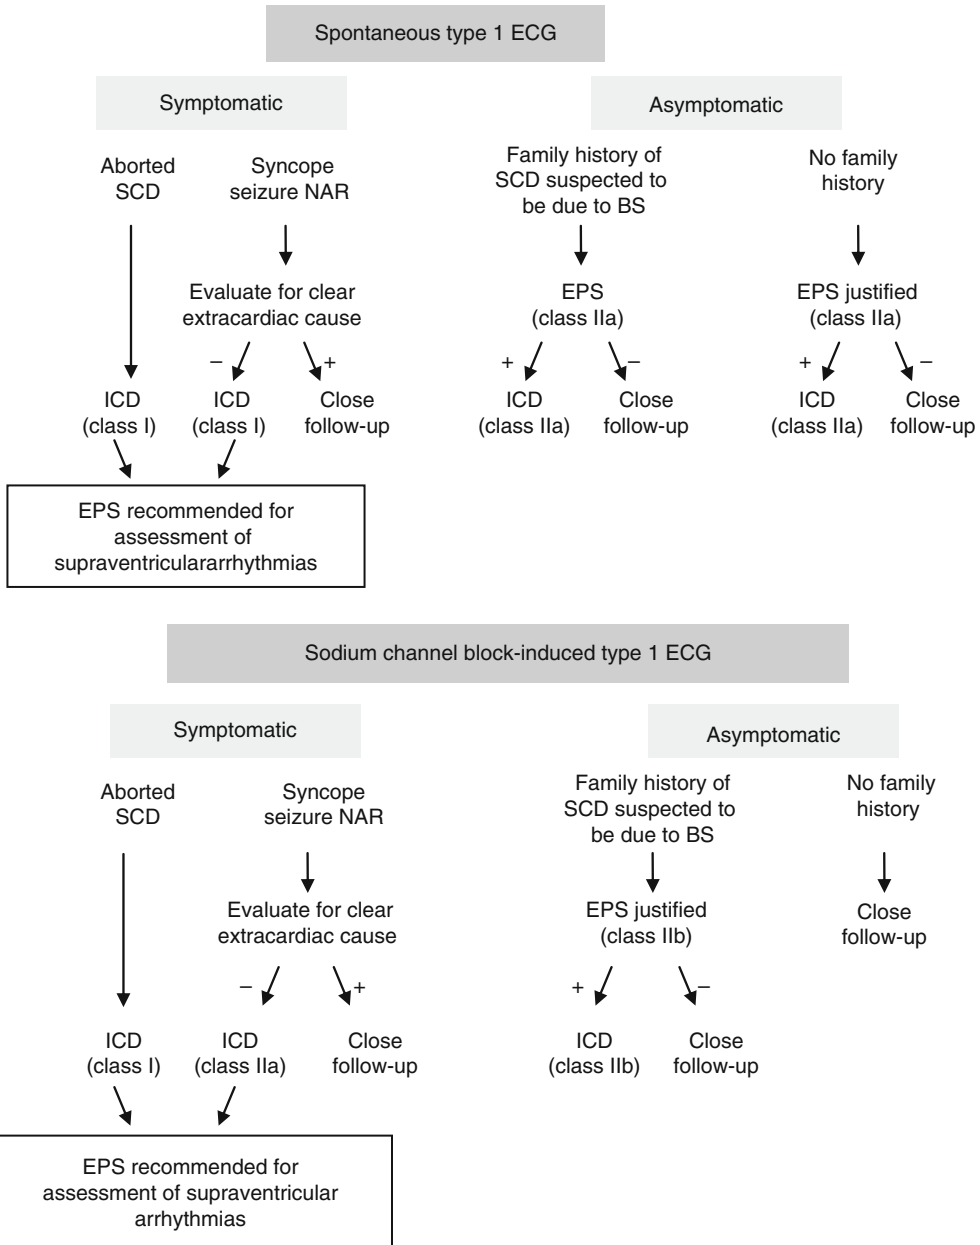 Spontaneous type 1 ECG
Symptomatic
Asymptomatic
Aborted
SCD
Syncope
seizure NAR
Family history of
SCD suspected to
be due to BS
No family
history
Evaluate for clear
extracardiac cause
EPS
(class IIa)
EPS justified
(class IIa)
–
+
+
–
+
–
ICD
(class I)
ICD
(class I)
Close
follow-up
ICD
(class IIa)
Close
follow-up
ICD
(class IIa)
Close
follow-up
EPS recommended for
assessment of
supraventriculararrhythmias
Sodium channel block-induced type 1 ECG
Symptomatic
Asymptomatic
Aborted
SCD
Syncope
seizure NAR
Family history of
SCD suspected to
be due to BS
No family
history
Evaluate for clear
extracardiac cause
EPS justified
(class IIb)
Close
follow-up
–
+
+
–
ICD
(class I)
ICD
(class IIa)
Close
follow-up
ICD
(class IIb)
Close
follow-up
EPS recommended for
assessment of supraventricular
arrhythmias